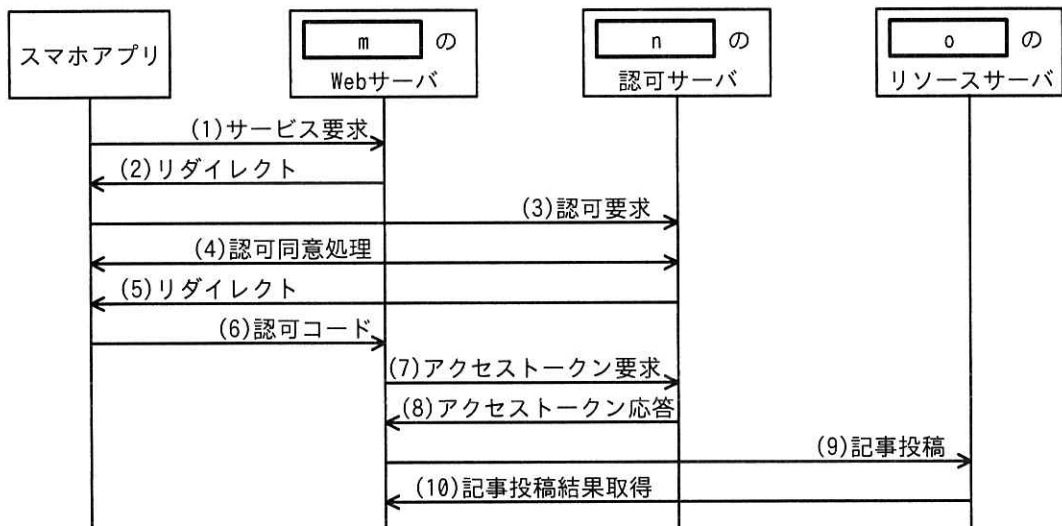 スマホアプリ
m の
Webサーバ
n の
認可サーバ
o の
リソースサーバ
(1)サービス要求
(2)リダイレクト
(3)認可要求
(4)認可同意処理
(5)リダイレクト
(6)認可コード
(7)アクセストークン要求
(8)アクセストークン応答
(9)記事投稿
(10)記事投稿結果取得